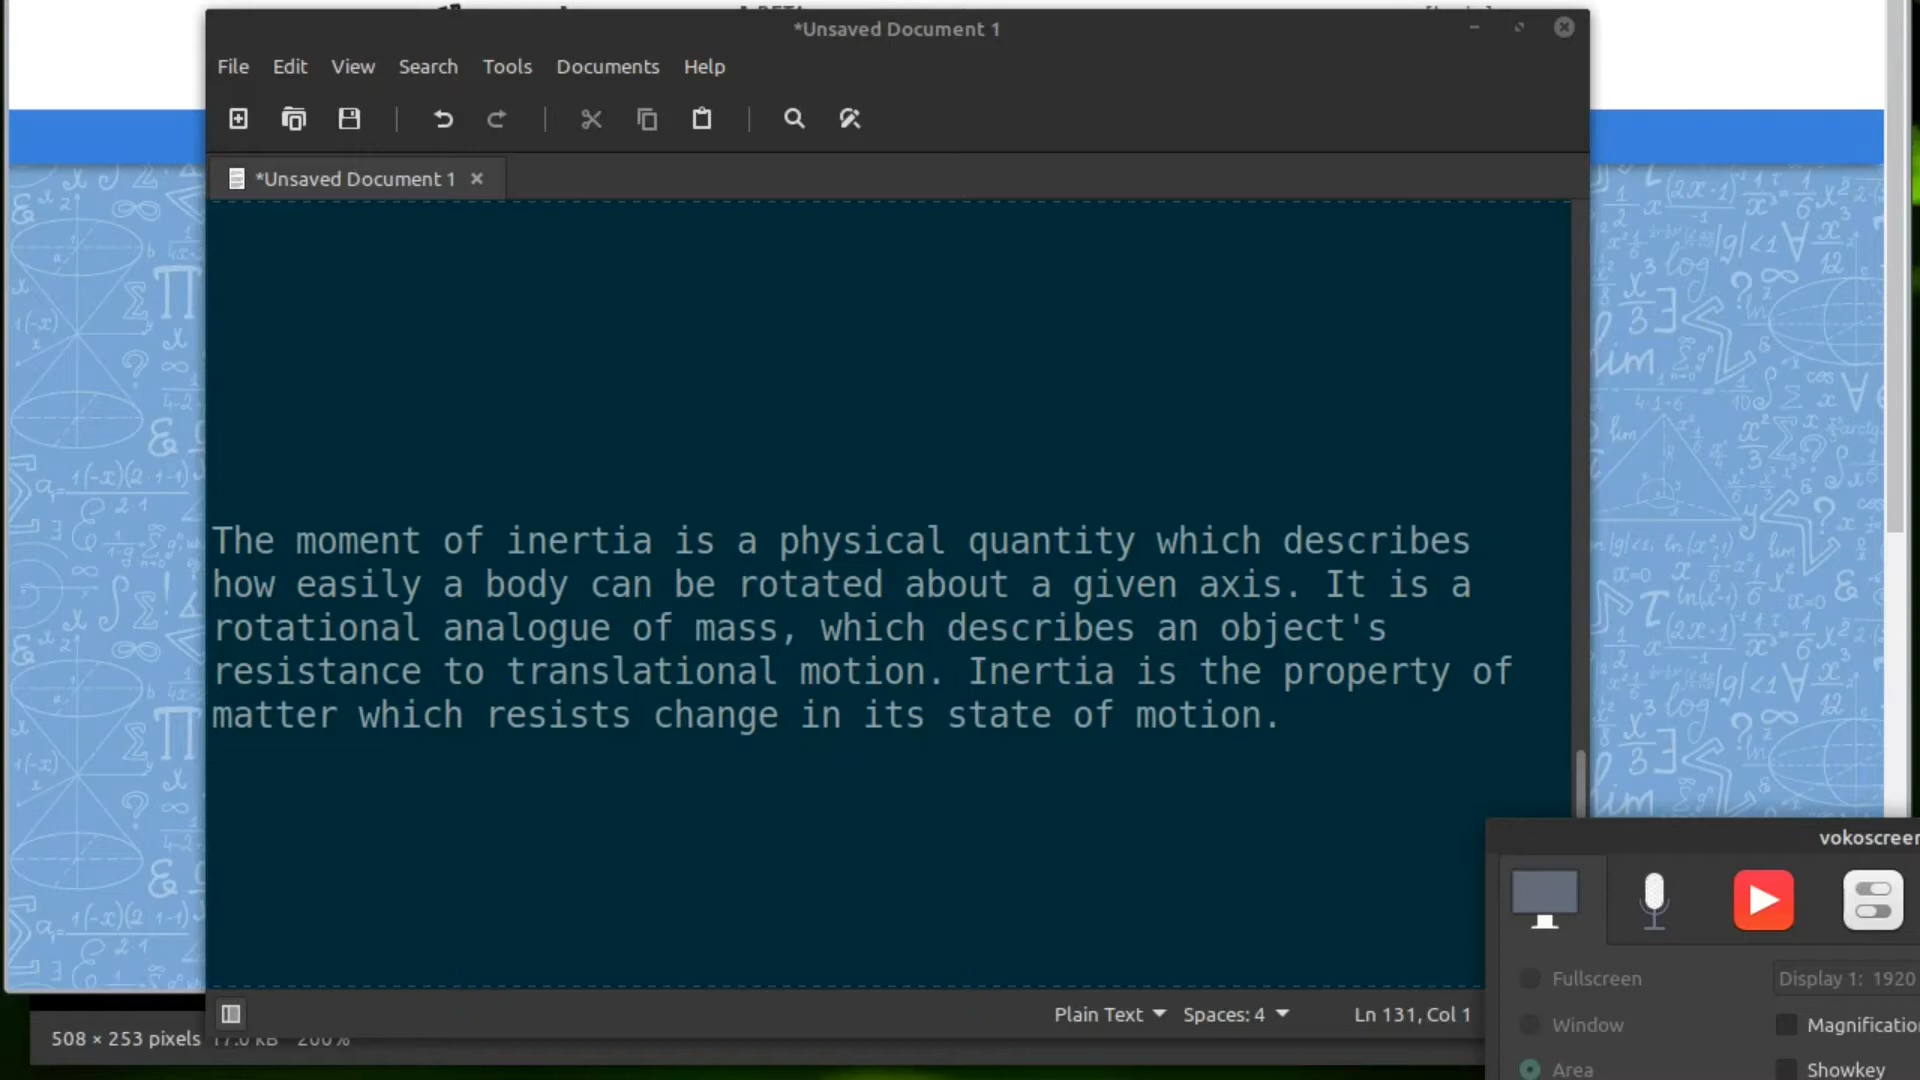 *Unsaved Document 1
File Edit View Search Tools Documents Help
*Unsaved Document 1
The moment of inertia is a physical quantity which describes
how easily a body can be rotated about a given axis. It is a
rotational analogue of mass, which describes an object's
resistance to translational motion. Inertia is the property of
matter which resists change in its state of motion.
Plain Text Spaces: 4 Ln 131, Col 1
508 × 253 pixels 17.0 kB 200%
Fullscreen Display 1: 1920
Window
Area Showkey